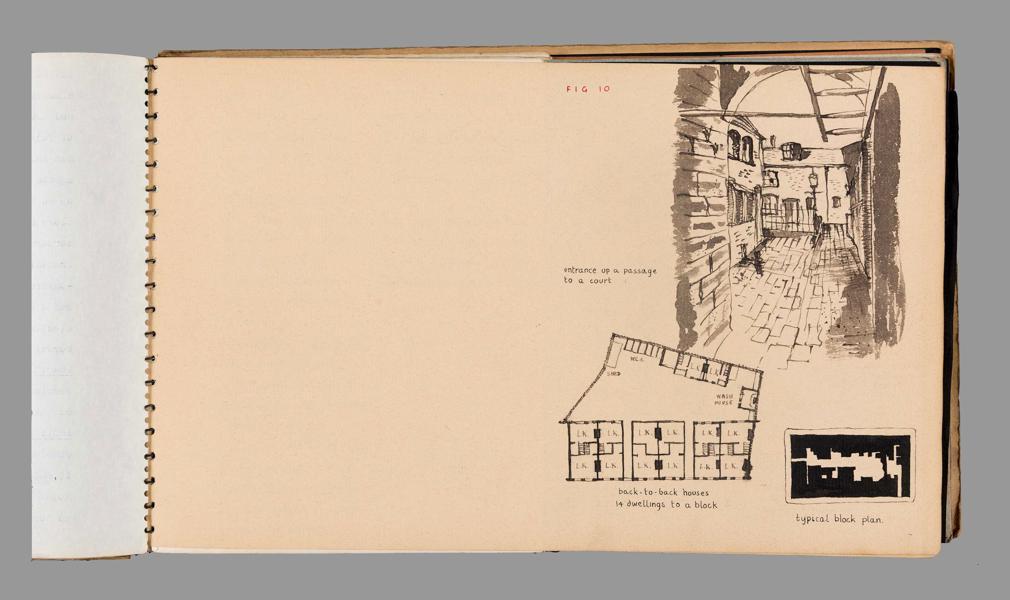 FIG 10
entrance up a passage
to a court
W.C.s
SHED
L.K.
L.K.
WASH
HOUSE
L.K. L.K. L.K. L.K. L.K. L.K.
L.K. L.K. L.K. L.K. L.K. L.K.
back-to-back houses
14 dwellings to a block
typical block plan.